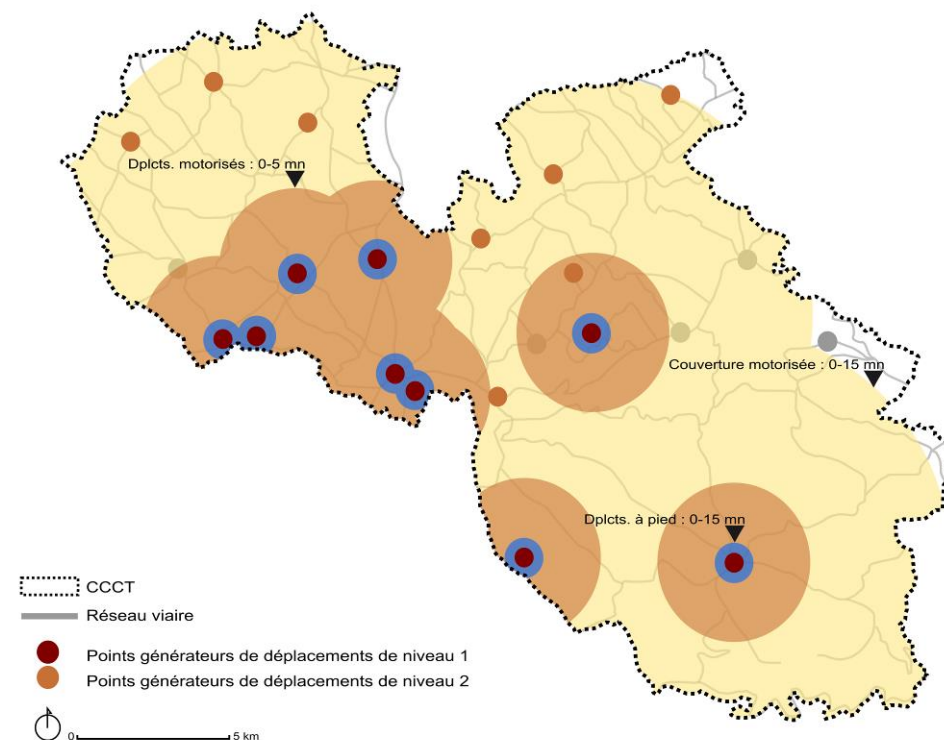 Dplcts. motorisés : 0-5 mn
Couverture motorisée : 0-15 mn
Dplcts. à pied : 0-15 mn
CCCT
Réseau viaire
Points générateurs de déplacements de niveau 1
Points générateurs de déplacements de niveau 2
0 5 km